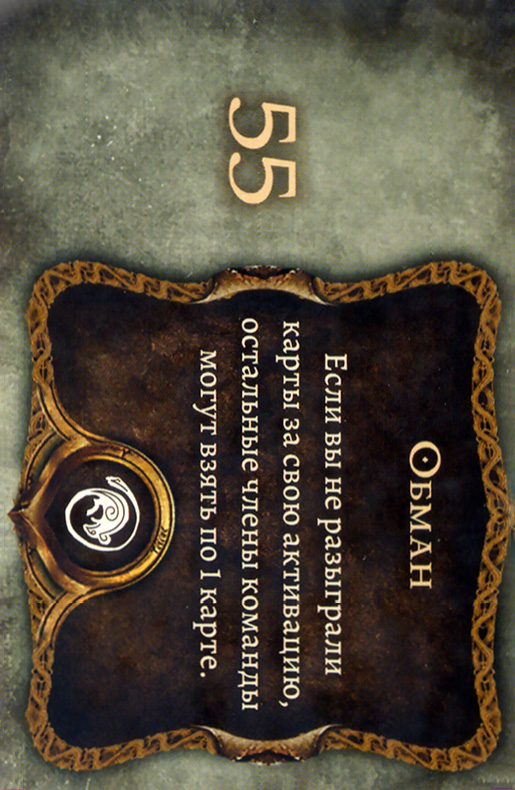 55
Обман
Если вы не разыграли
карты за свою активацию,
остальные члены команды
могут взять по 1 карте.